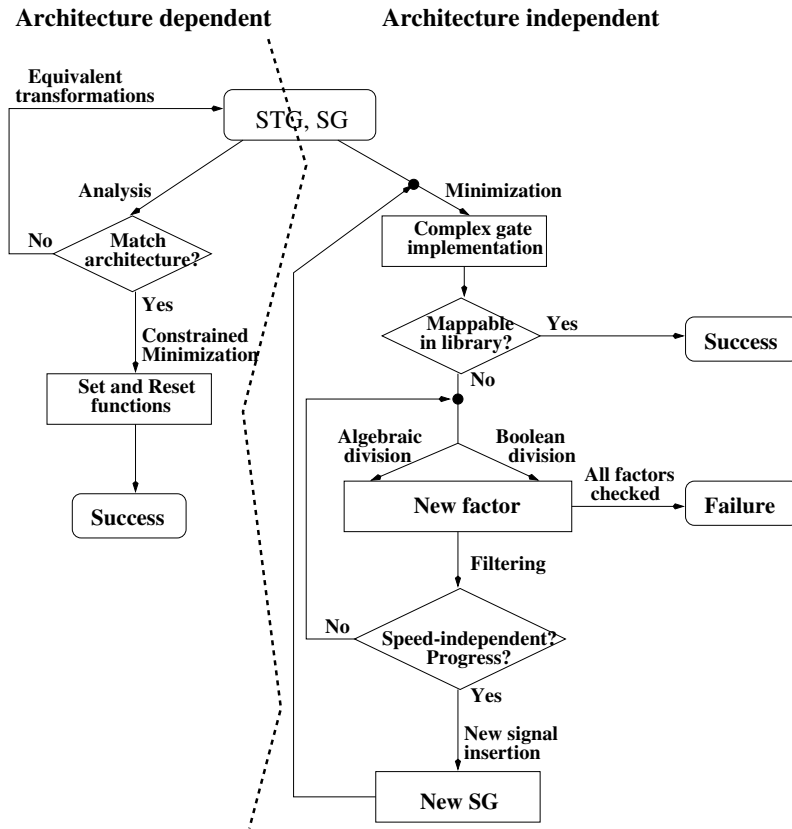 Architecture dependent
Architecture independent
Equivalent
transformations
STG, SG
Analysis
Minimization
No
Match
architecture?
Complex gate
implementation
Yes
Mappable
in library?
Yes
Success
Constrained
Minimization
No
Set and Reset
functions
Algebraic
division
Boolean
division
All factors
checked
Success
New factor
Failure
Filtering
No
Speed-independent?
Progress?
Yes
New signal
insertion
New SG